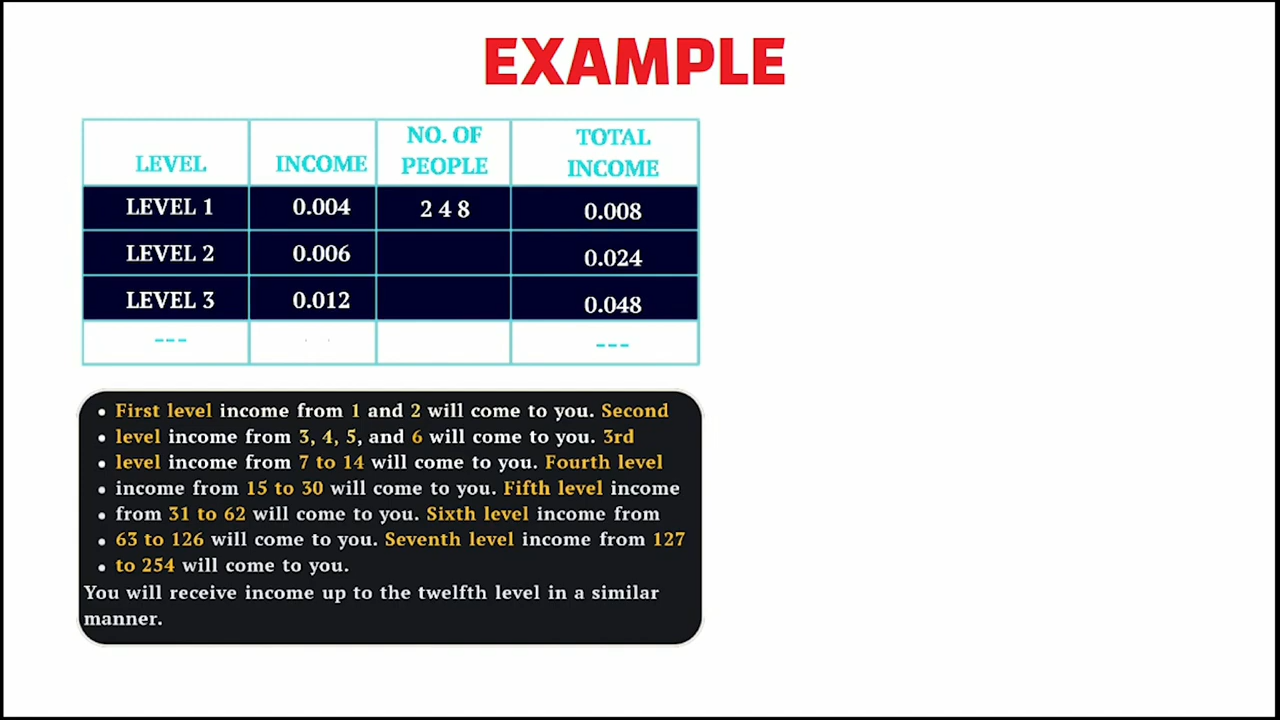 EXAMPLE
LEVEL INCOME NO. OF PEOPLE TOTAL INCOME
LEVEL 1 0.004 2 4 8 0.008
LEVEL 2 0.006 0.024
LEVEL 3 0.012 0.048
--- ---
• First level income from 1 and 2 will come to you. Second
• level income from 3, 4, 5, and 6 will come to you. 3rd
• level income from 7 to 14 will come to you. Fourth level
• income from 15 to 30 will come to you. Fifth level income
• from 31 to 62 will come to you. Sixth level income from
• 63 to 126 will come to you. Seventh level income from 127
• to 254 will come to you.
You will receive income up to the twelfth level in a similar
manner.